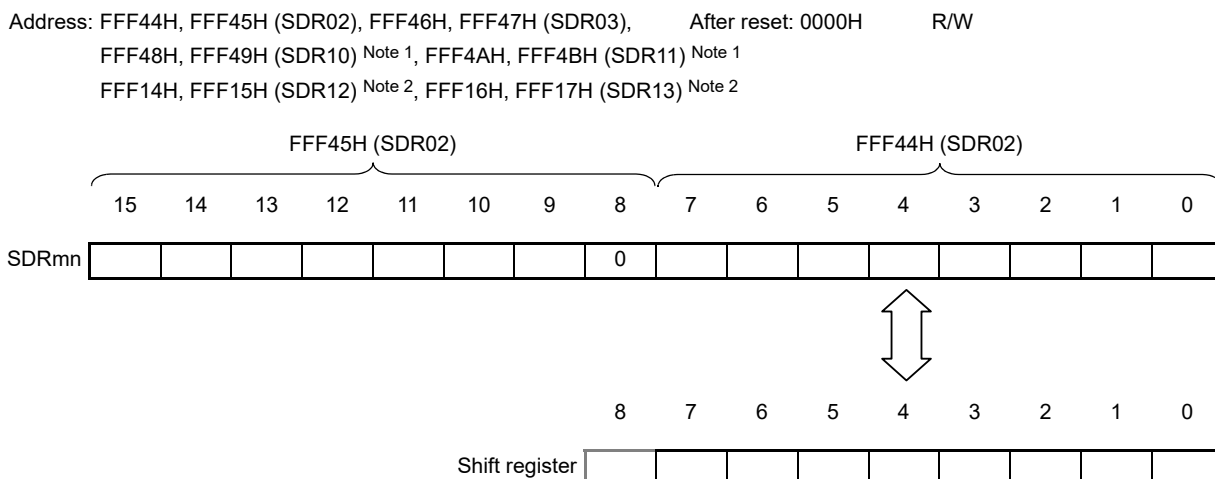 Address: FFF44H, FFF45H (SDR02), FFF46H, FFF47H (SDR03), After reset: 0000H R/W
FFF48H, FFF49H (SDR10) Note 1, FFF4AH, FFF4BH (SDR11) Note 1
FFF14H, FFF15H (SDR12) Note 2, FFF16H, FFF17H (SDR13) Note 2
FFF45H (SDR02) FFF44H (SDR02)
15 14 13 12 11 10 9 8 7 6 5 4 3 2 1 0
SDRmn 0
8 7 6 5 4 3 2 1 0
Shift register